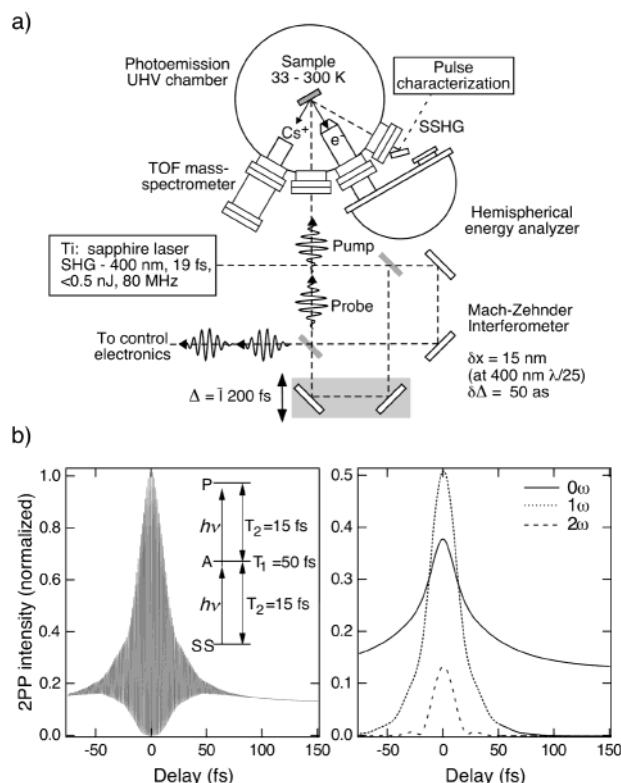 a)
Photoemission
UHV chamber
Sample
33 - 300 K
Pulse
characterization
Cs+
e-
SSHG
TOF mass-
spectrometer
Hemispherical
energy analyzer
Ti: sapphire laser
SHG - 400 nm, 19 fs,
<0.5 nJ, 80 MHz
Pump
Probe
To control
electronics
Mach-Zehnder
Interferometer
δx = 15 nm
(at 400 nm λ/25)
δΔ = 50 as
Δ = Ī 200 fs
b)
2PP intensity (normalized)
1.0
0.8
0.6
0.4
0.2
0.0
-50
0
50
100
150
Delay (fs)
P
hν
T2=15 fs
A
T1=50 fs
hν
T2=15 fs
SS
0.5
0.4
0.3
0.2
0.1
0.0
0ω
1ω
2ω
-50
0
50
100
150
Delay (fs)